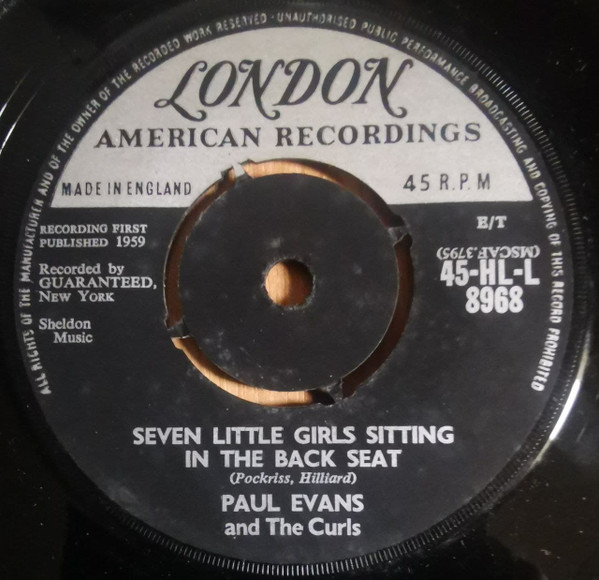 ALL RIGHTS OF THE MANUFACTURER AND OF THE OWNER OF THE RECORDED WORK RESERVED · UNAUTHORISED PUBLIC PERFORMANCE BROADCASTING AND COPYING OF THIS RECORD PROHIBITED
LONDON
AMERICAN RECORDINGS
MADE IN ENGLAND
45 R.P.M
RECORDING FIRST
PUBLISHED 1959
E/T
(MSCAF.3795)
Recorded by
GUARANTEED,
New York
45-HL-L
8968
Sheldon
Music
SEVEN LITTLE GIRLS SITTING
IN THE BACK SEAT
(Pockriss, Hilliard)
PAUL EVANS
and The Curls